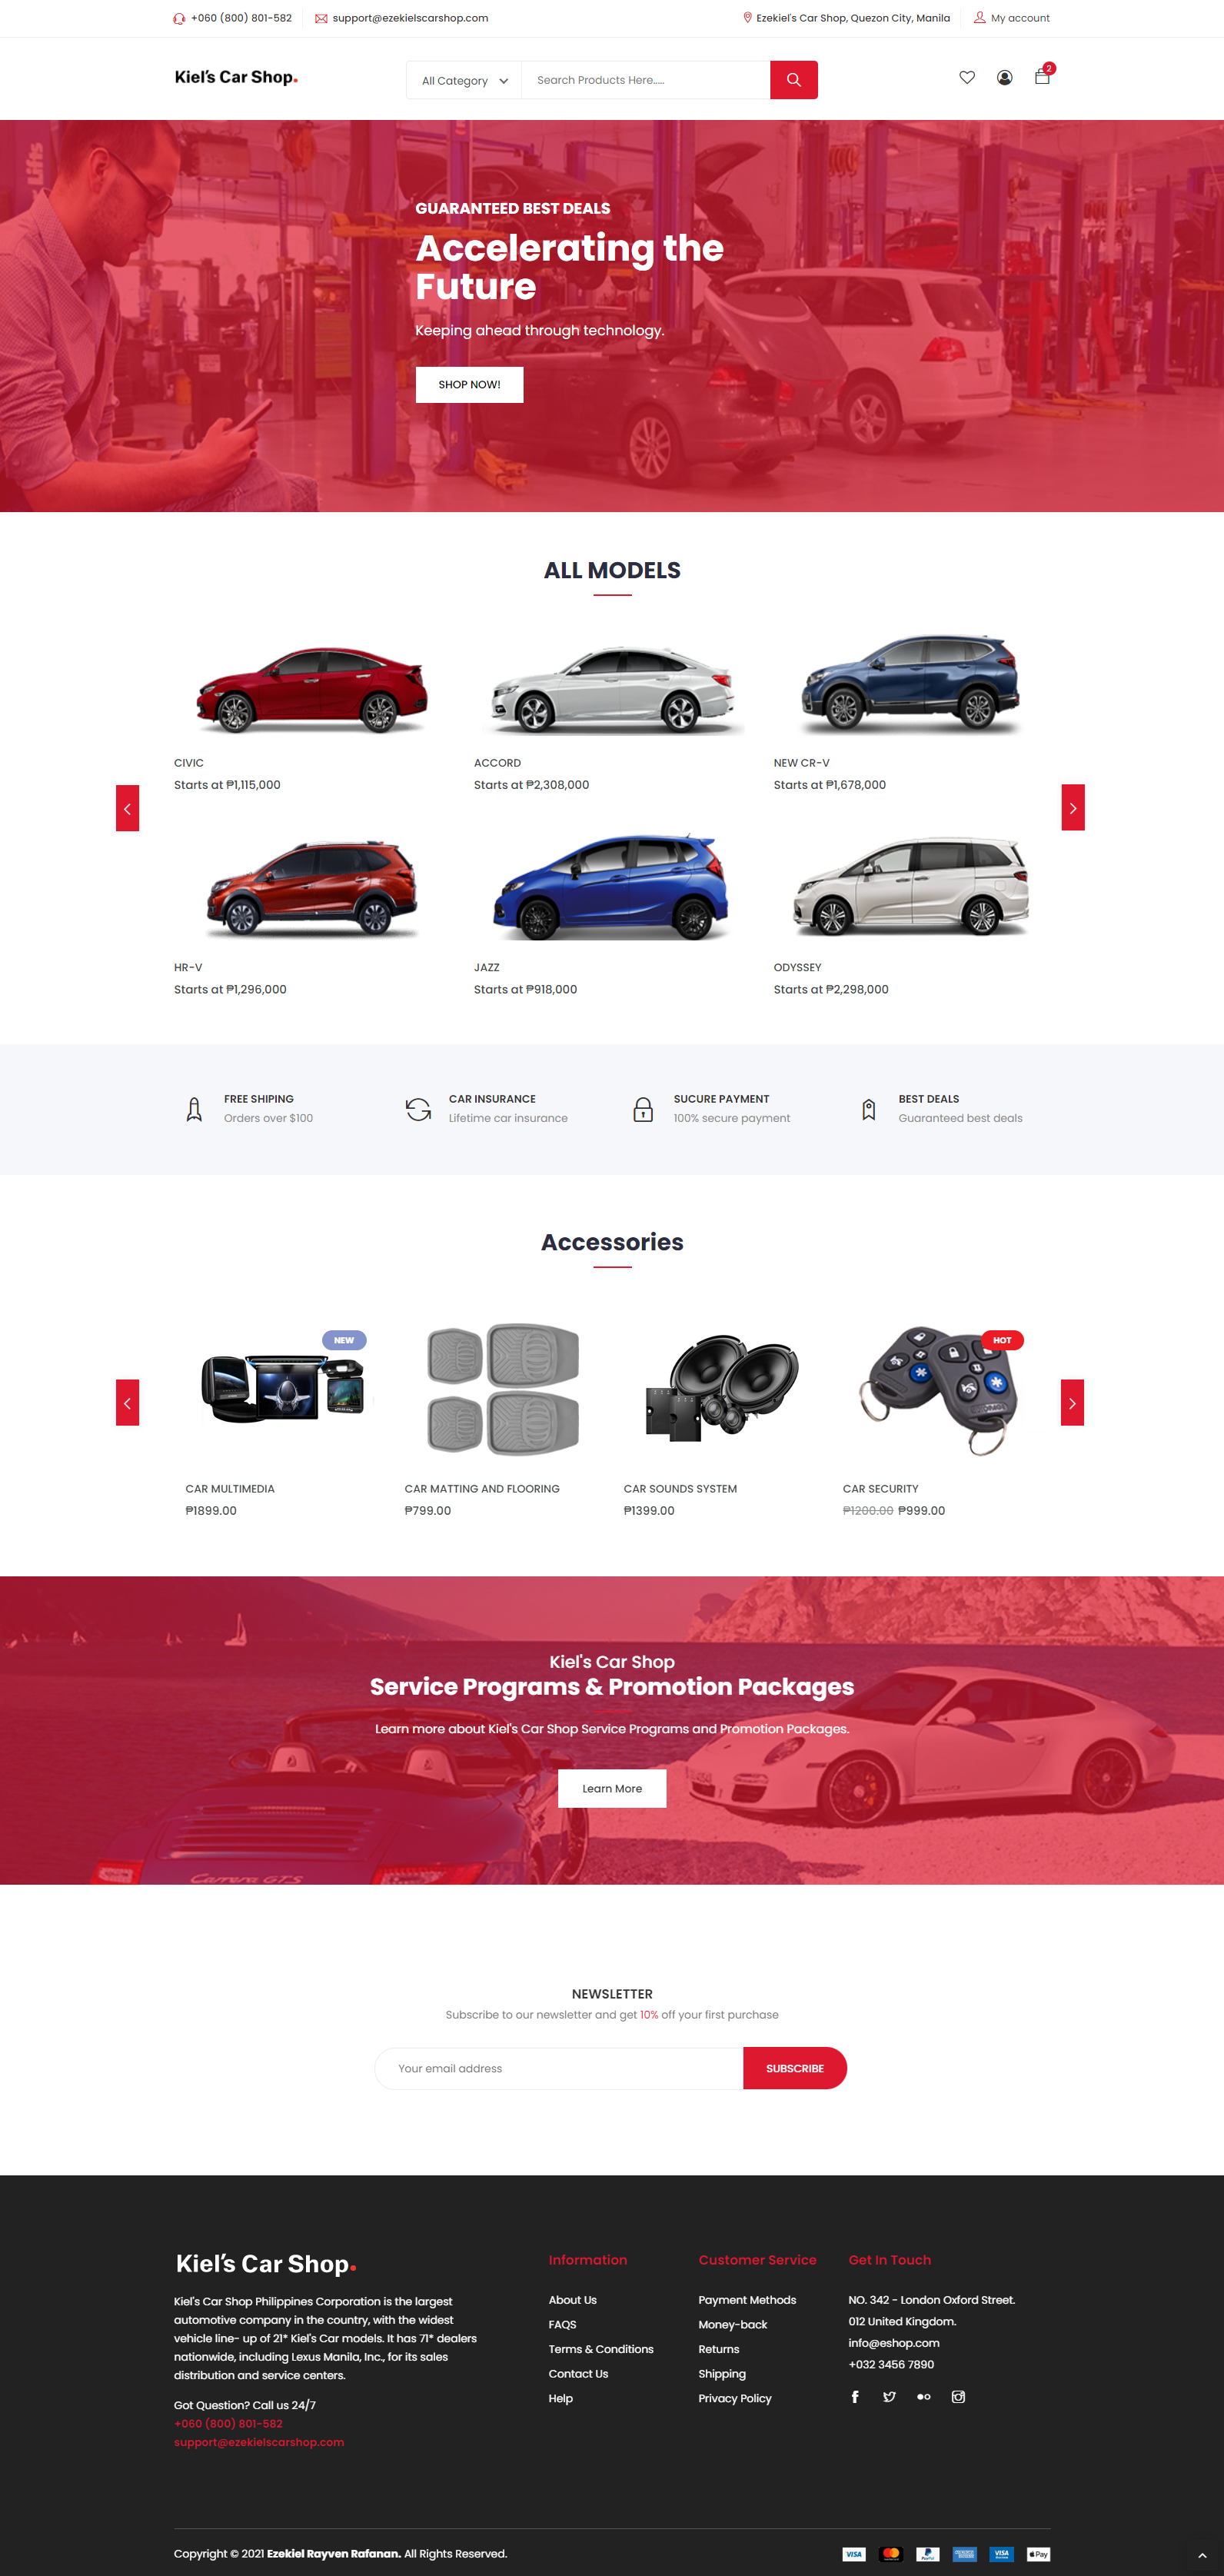 +060 (800) 801-582
support@ezekielscarshop.com
Ezekiel's Car Shop, Quezon City, Manila
My account
Kiel's Car Shop.
All Category
Search Products Here.....
2
Lifts
GUARANTEED BEST DEALS
Accelerating the
Future
Keeping ahead through technology.
SHOP NOW!
ALL MODELS
CIVIC
Starts at ₱1,115,000
ACCORD
Starts at ₱2,308,000
NEW CR-V
Starts at ₱1,678,000
HR-V
Starts at ₱1,296,000
JAZZ
Starts at ₱918,000
ODYSSEY
Starts at ₱2,298,000
FREE SHIPING
Orders over $100
CAR INSURANCE
Lifetime car insurance
SUCURE PAYMENT
100% secure payment
BEST DEALS
Guaranteed best deals
Accessories
NEW
HOT
CAR MULTIMEDIA
₱1899.00
CAR MATTING AND FLOORING
₱799.00
CAR SOUNDS SYSTEM
₱1399.00
CAR SECURITY
₱1200.00 ₱999.00
Kiel's Car Shop
Service Programs & Promotion Packages
Learn more about Kiel's Car Shop Service Programs and Promotion Packages.
Learn More
Carrera GTS
NEWSLETTER
Subscribe to our newsletter and get 10% off your first purchase
Your email address
SUBSCRIBE
Kiel's Car Shop.
Kiel's Car Shop Philippines Corporation is the largest
automotive company in the country, with the widest
vehicle line- up of 21* Kiel's Car models. It has 71* dealers
nationwide, including Lexus Manila, Inc., for its sales
distribution and service centers.
Got Question? Call us 24/7
+060 (800) 801-582
support@ezekielscarshop.com
Information
About Us
FAQS
Terms & Conditions
Contact Us
Help
Customer Service
Payment Methods
Money-back
Returns
Shipping
Privacy Policy
Get In Touch
NO. 342 - London Oxford Street.
012 United Kingdom.
info@eshop.com
+032 3456 7890
Copyright © 2021 Ezekiel Rayven Rafanan. All Rights Reserved.
VISA
PayPal
VISA
Pay